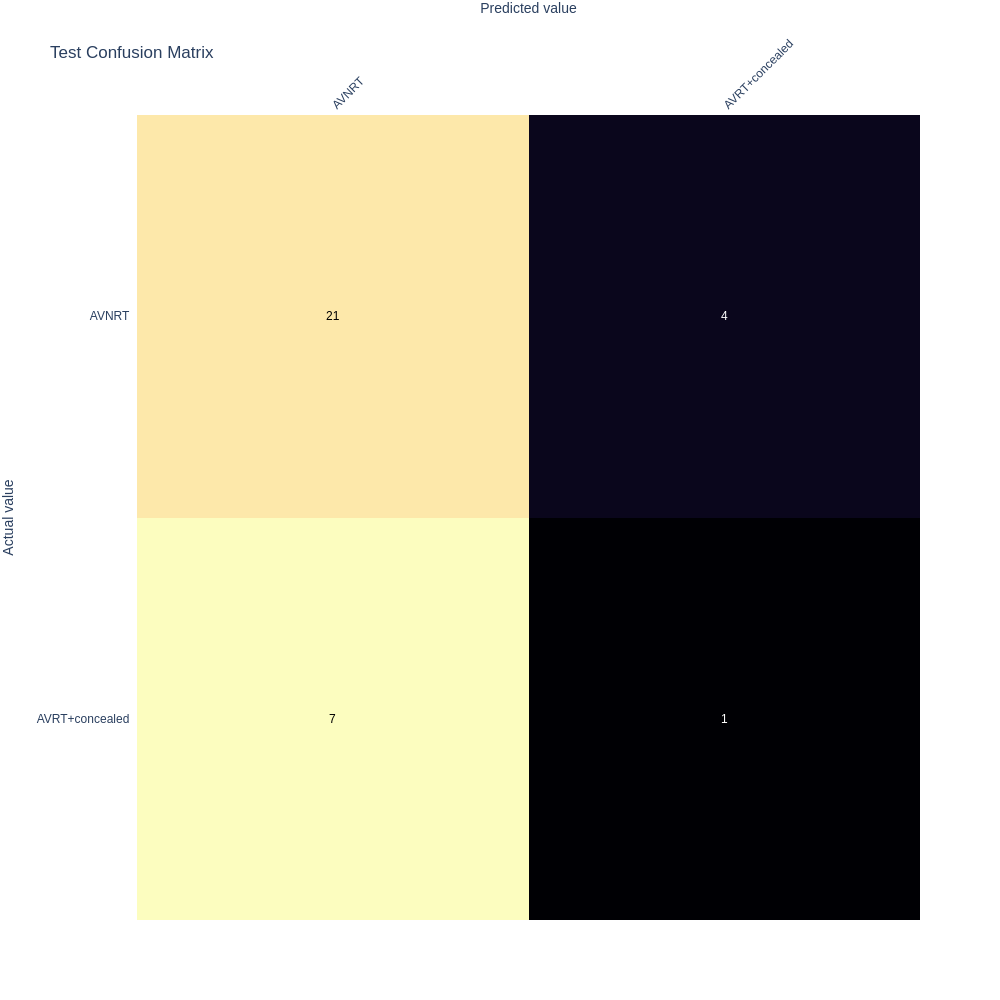 Predicted value
Test Confusion Matrix
AVNRT
AVRT+concealed
AVNRT
21
4
Actual value
AVRT+concealed
7
1